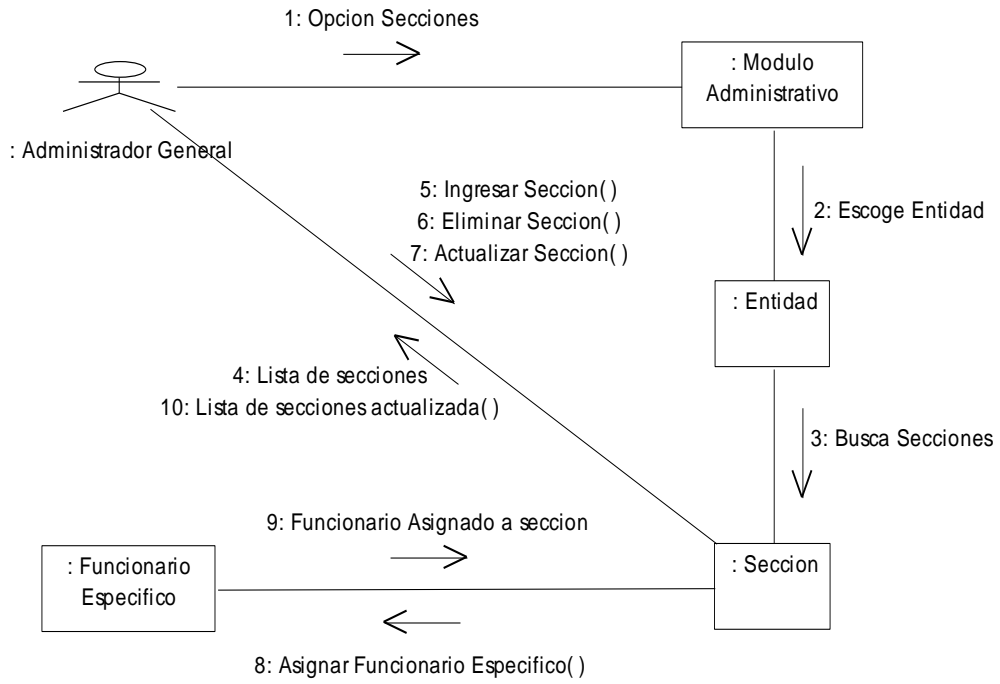 1: Opcion Secciones
: Modulo
Administrativo
: Administrador General
5: Ingresar Seccion( )
6: Eliminar Seccion( )
7: Actualizar Seccion( )
2: Escoge Entidad
: Entidad
4: Lista de secciones
10: Lista de secciones actualizada( )
3: Busca Secciones
9: Funcionario Asignado a seccion
: Funcionario
Especifico
: Seccion
8: Asignar Funcionario Especifico( )